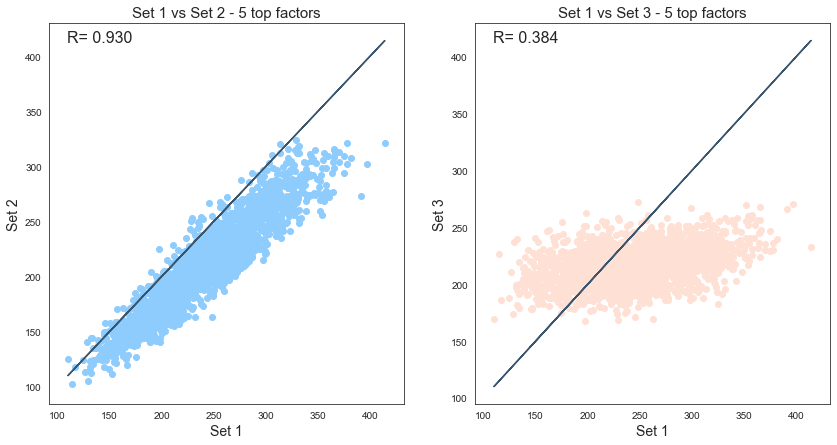 Set 1 vs Set 2 - 5 top factors
R= 0.930
400
350
300
250
200
150
100
Set 2
100 150 200 250 300 350 400
Set 1
Set 1 vs Set 3 - 5 top factors
R= 0.384
400
350
300
250
200
150
100
Set 3
100 150 200 250 300 350 400
Set 1